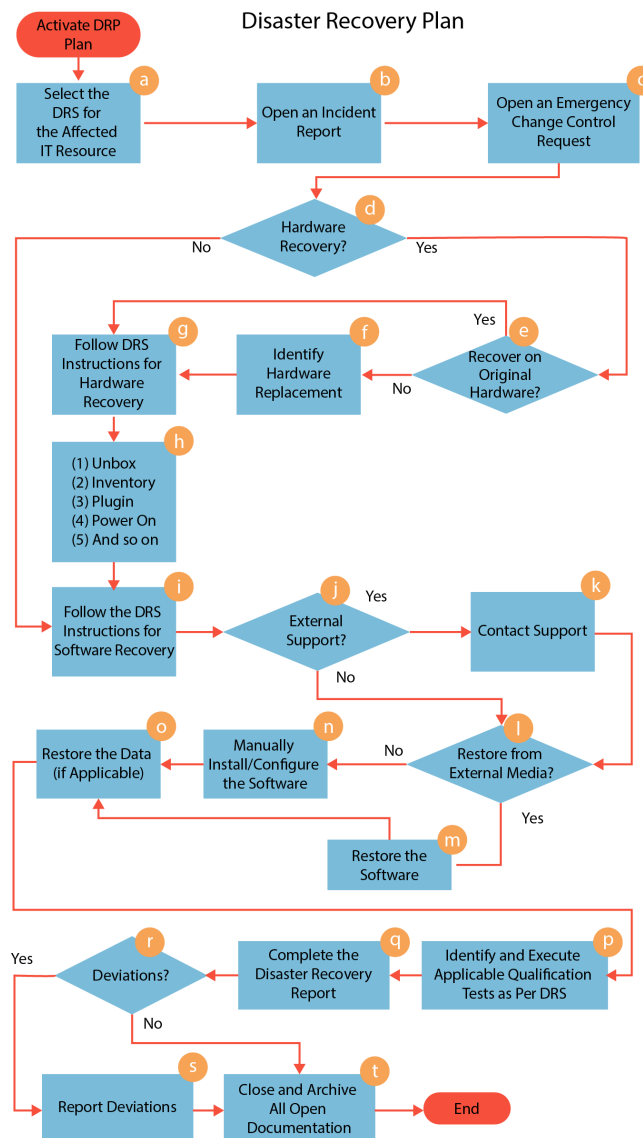 Disaster Recovery Plan
Activate DRP
Plan
a
Select the
DRS for
the Affected
IT Resource
b
Open an Incident
Report
c
Open an Emergency
Change Control
Request
d
Hardware
Recovery?
No
Yes
e
Yes
Recover on
Original
Hardware?
No
f
Identify
Hardware
Replacement
g
Follow DRS
Instructions for
Hardware
Recovery
h
(1) Unbox
(2) Inventory
(3) Plugin
(4) Power On
(5) And so on
i
Follow the DRS
Instructions for
Software Recovery
j
External
Support?
Yes
No
k
Contact Support
l
Restore from
External Media?
No
Yes
n
Manually
Install/Configure
the Software
o
Restore the Data
(if Applicable)
m
Restore the
Software
p
Identify and Execute
Applicable Qualification
Tests as Per DRS
q
Complete the
Disaster Recovery
Report
r
Deviations?
Yes
No
s
Report Deviations
t
Close and Archive
All Open
Documentation
End